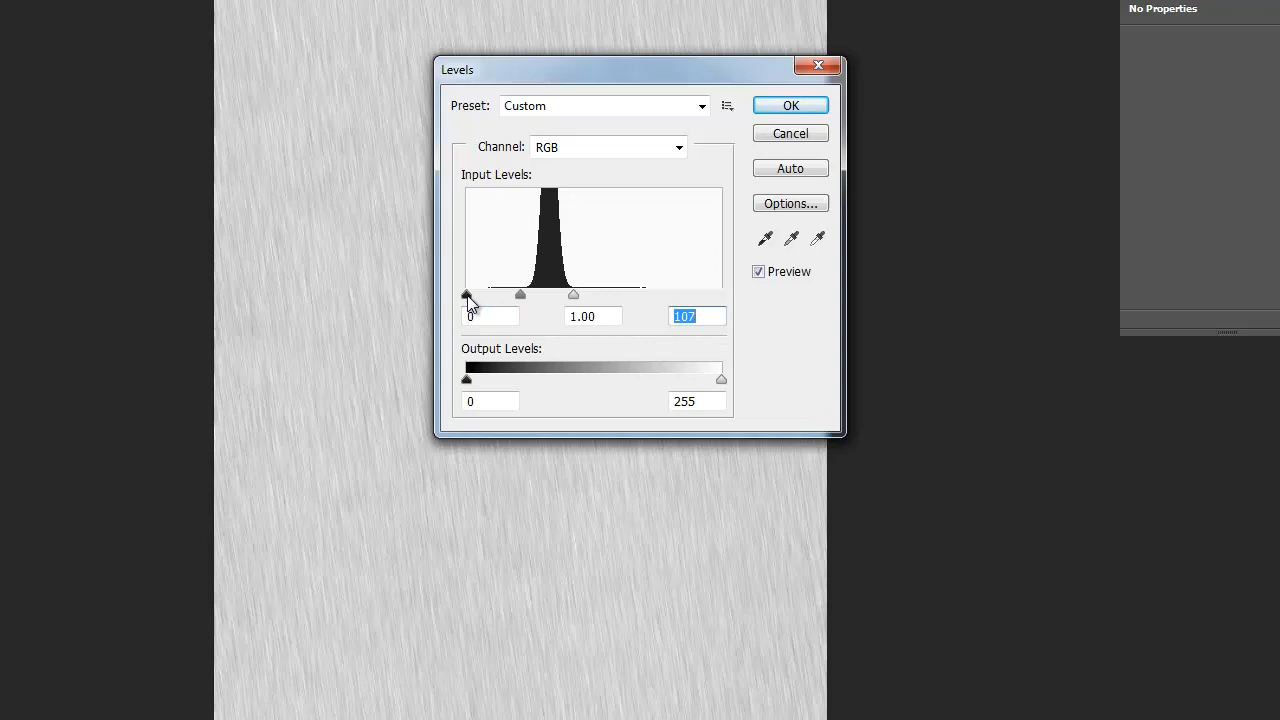 No Properties
Levels
Preset: Custom
OK
Cancel
Channel: RGB
Auto
Input Levels:
Options...
Preview
0 1.00 107
Output Levels:
0 255